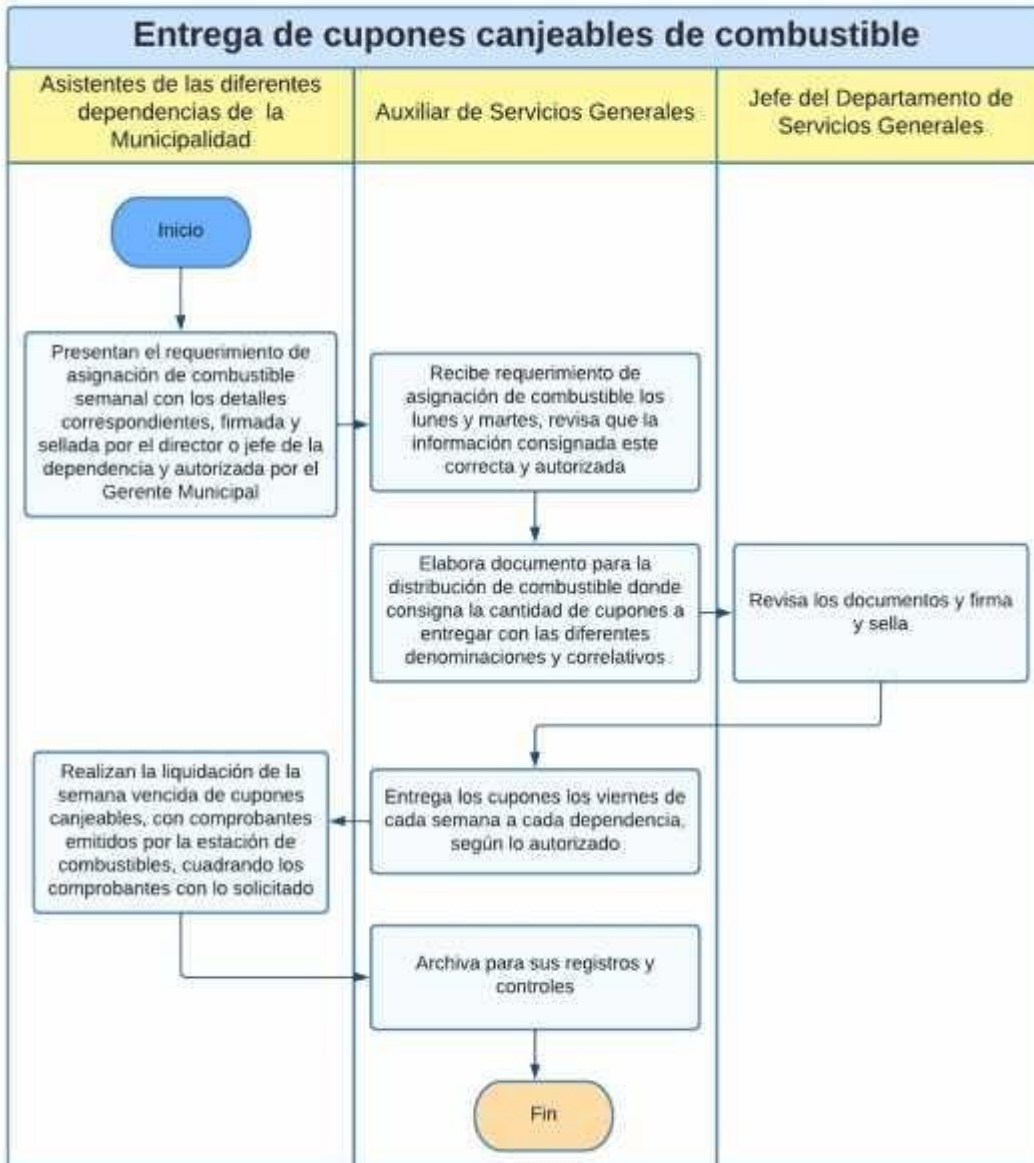 Entrega de cupones canjeables de combustible
Asistentes de las diferentes
dependencias de la
Municipalidad
Auxiliar de Servicios Generales
Jefe del Departamento de
Servicios Generales
Inicio
Presentan el requerimiento de
asignación de combustible
semanal con los detalles
correspondientes, firmada y
sellada por el director o jefe de la
dependencia y autorizada por el
Gerente Municipal
Recibe requerimiento de
asignación de combustible los
lunes y martes, revisa que la
información consignada este
correcta y autorizada
Elabora documento para la
distribución de combustible donde
consigna la cantidad de cupones a
entregar con las diferentes
denominaciones y correlativos
Revisa los documentos y firma
y sella
Entrega los cupones los viernes de
cada semana a cada dependencia,
según lo autorizado
Realizan la liquidación de la
semana vencida de cupones
canjeables, con comprobantes
emitidos por la estación de
combustibles, cuadrando los
comprobantes con lo solicitado
Archiva para sus registros y
controles
Fin